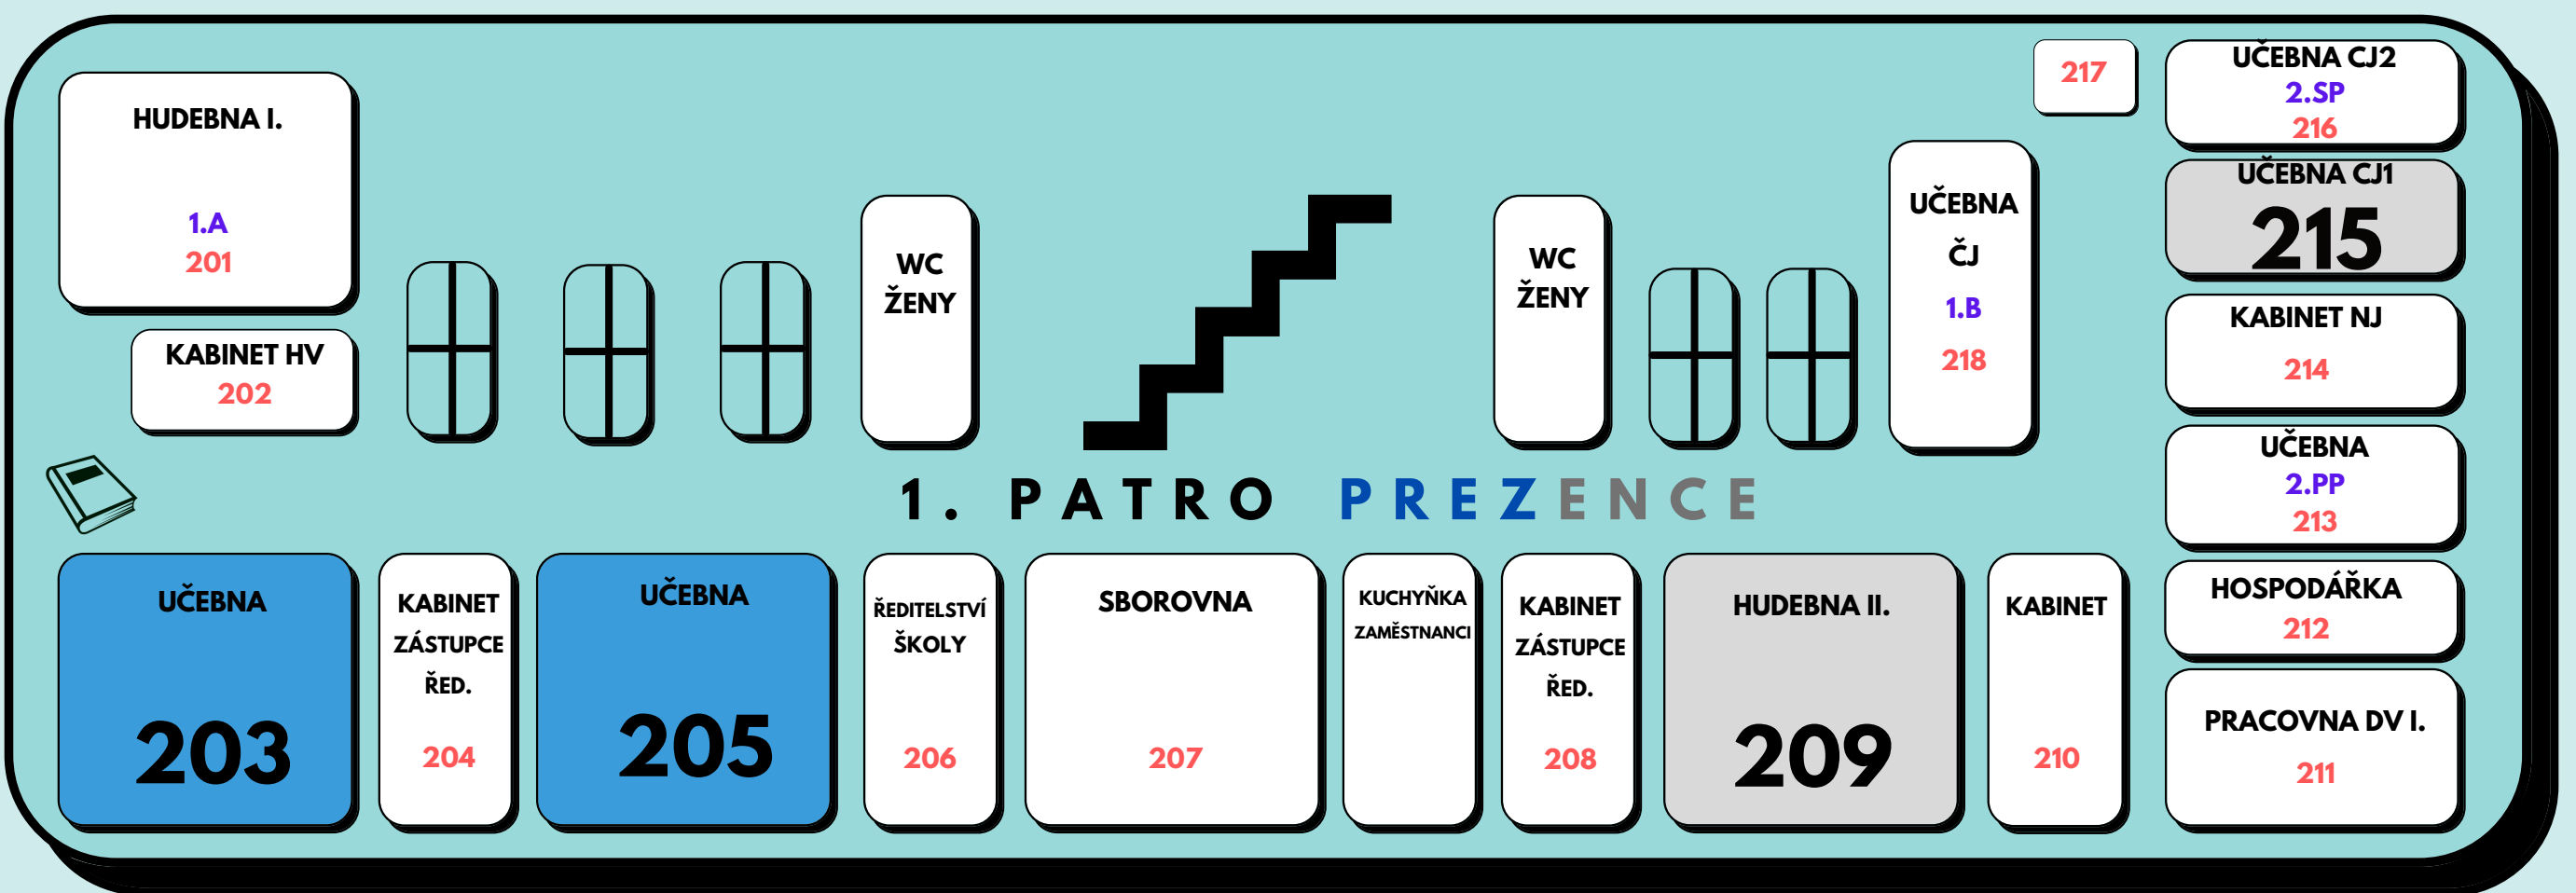 HUDEBNA I.
1.A
201
KABINET HV
202
WC
ŽENY
WC
ŽENY
UČEBNA
ČJ
1.B
218
217
UČEBNA CJ2
2.SP
216
UČEBNA CJ1
215
KABINET NJ
214
UČEBNA
2.PP
213
HOSPODÁŘKA
212
PRACOVNA DV I.
211
1. PATRO PREZENCE
UČEBNA
203
KABINET
ZÁSTUPCE
ŘED.
204
UČEBNA
205
ŘEDITELSTVÍ
ŠKOLY
206
SBOROVNA
207
KUCHYŇKA
ZAMĚSTNANCI
KABINET
ZÁSTUPCE
ŘED.
208
HUDEBNA II.
209
KABINET
210